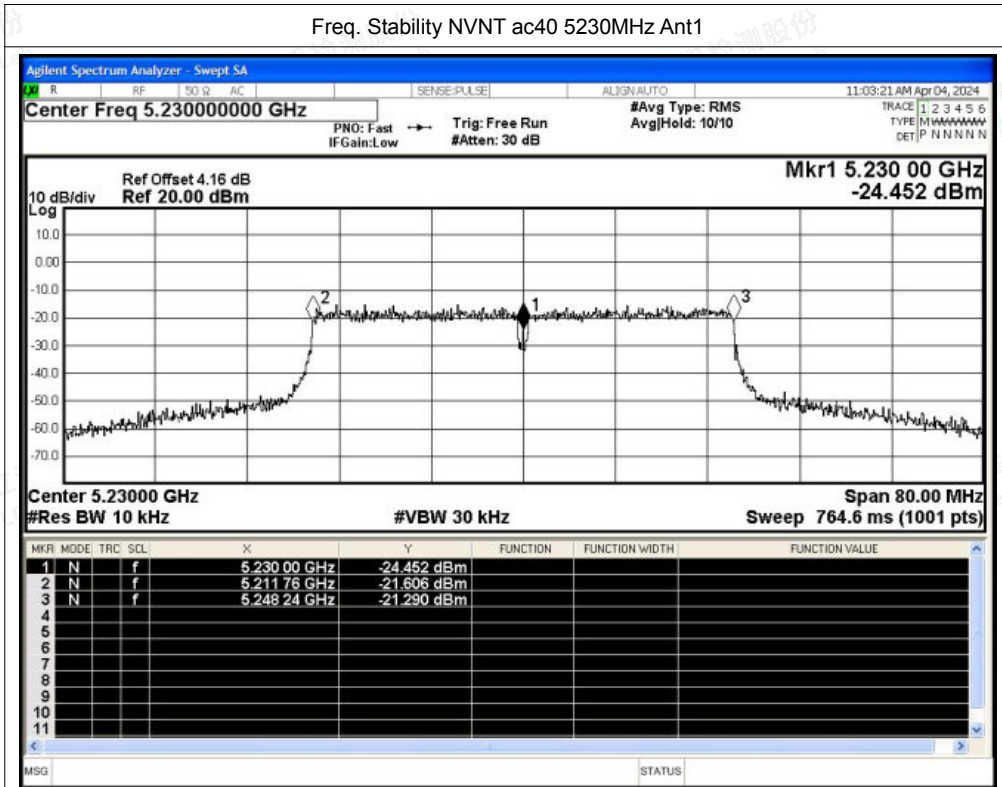 Freq. Stability NVNT ac40 5230MHz Ant1
Agilent Spectrum Analyzer - Swept SA
LXI R RF 50 Ω AC SENSE:PULSE ALIGN AUTO 11:03:21 AM Apr 04, 2024
Center Freq 5.230000000 GHz
PNO: Fast
IFGain:Low
Trig: Free Run
#Atten: 30 dB
#Avg Type: RMS
Avg|Hold: 10/10
TRACE 1 2 3 4 5 6
TYPE M
DET P N N N N N
Mkr1 5.230 00 GHz
-24.452 dBm
Ref Offset 4.16 dB
10 dB/div Ref 20.00 dBm
Log
10.0
0.00
-10.0
-20.0
-30.0
-40.0
-50.0
-60.0
-70.0
2
1
3
Center 5.23000 GHz Span 80.00 MHz
#Res BW 10 kHz #VBW 30 kHz Sweep 764.6 ms (1001 pts)
MKR MODE TRC SCL X Y FUNCTION FUNCTION WIDTH FUNCTION VALUE
1 N f 5.230 00 GHz -24.452 dBm
2 N f 5.211 76 GHz -21.606 dBm
3 N f 5.248 24 GHz -21.290 dBm
4
5
6
7
8
9
10
11
MSG STATUS